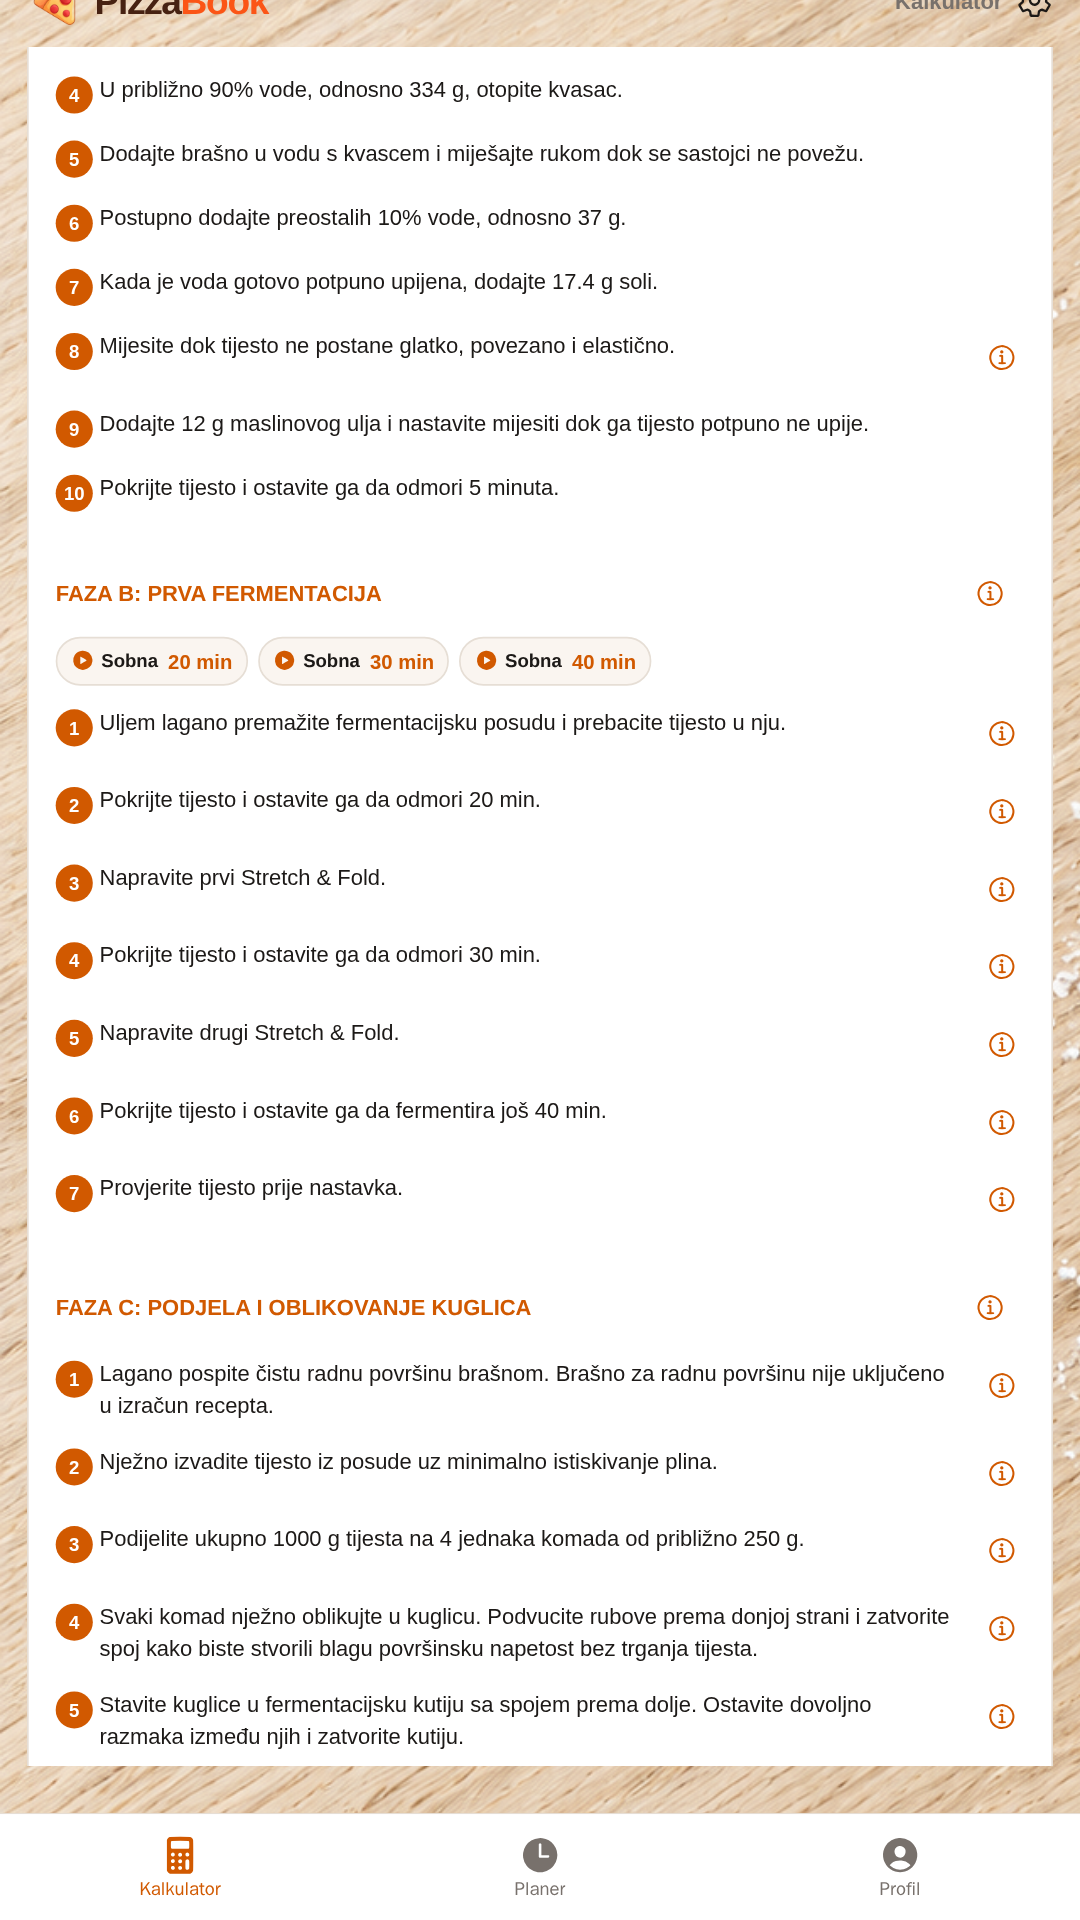 PizzaBook
Kalkulator
4 U približno 90% vode, odnosno 334 g, otopite kvasac.
5 Dodajte brašno u vodu s kvascem i miješajte rukom dok se sastojci ne povežu.
6 Postupno dodajte preostalih 10% vode, odnosno 37 g.
7 Kada je voda gotovo potpuno upijena, dodajte 17.4 g soli.
8 Mijesite dok tijesto ne postane glatko, povezano i elastično.
9 Dodajte 12 g maslinovog ulja i nastavite mijesiti dok ga tijesto potpuno ne upije.
10 Pokrijte tijesto i ostavite ga da odmori 5 minuta.
FAZA B: PRVA FERMENTACIJA
Sobna 20 min Sobna 30 min Sobna 40 min
1 Uljem lagano premažite fermentacijsku posudu i prebacite tijesto u nju.
2 Pokrijte tijesto i ostavite ga da odmori 20 min.
3 Napravite prvi Stretch & Fold.
4 Pokrijte tijesto i ostavite ga da odmori 30 min.
5 Napravite drugi Stretch & Fold.
6 Pokrijte tijesto i ostavite ga da fermentira još 40 min.
7 Provjerite tijesto prije nastavka.
FAZA C: PODJELA I OBLIKOVANJE KUGLICA
1 Lagano pospite čistu radnu površinu brašnom. Brašno za radnu površinu nije uključeno
u izračun recepta.
2 Nježno izvadite tijesto iz posude uz minimalno istiskivanje plina.
3 Podijelite ukupno 1000 g tijesta na 4 jednaka komada od približno 250 g.
4 Svaki komad nježno oblikujte u kuglicu. Podvucite rubove prema donjoj strani i zatvorite
spoj kako biste stvorili blagu površinsku napetost bez trganja tijesta.
5 Stavite kuglice u fermentacijsku kutiju sa spojem prema dolje. Ostavite dovoljno
razmaka između njih i zatvorite kutiju.
Kalkulator
Planer
Profil